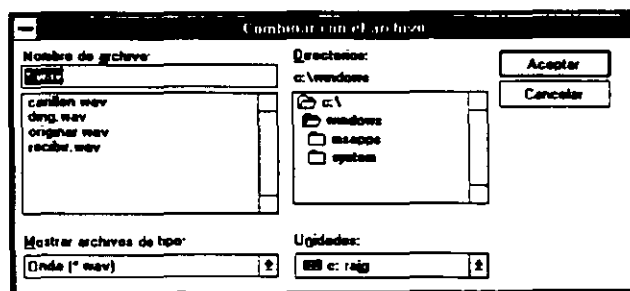 Combinar con el archivo
Nombre de archivo:
*.wav
carillon.wav
ding.wav
originar.wav
recibir.wav
Mostrar archivos de tipo:
Onda (*.wav)
Directorios:
c:\windows
c:\
windows
msapps
system
Unidades:
c: raig
Aceptar
Cancelar